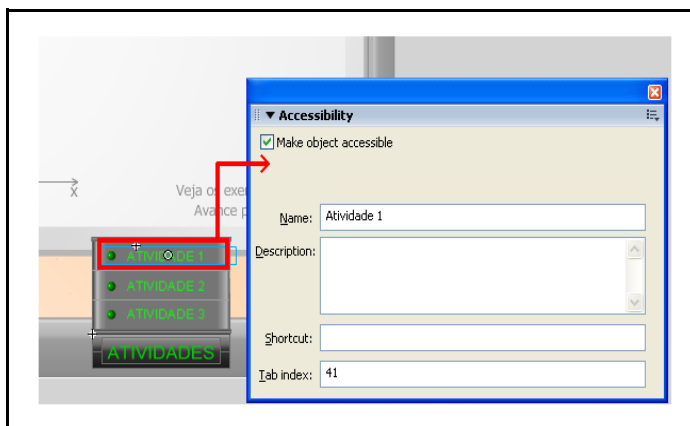 Accessibility
Make object accessible
x
Veja os exe
Avance p
Name: Atividade 1
Description:
ATIVIDADE 1
ATIVIDADE 2
ATIVIDADE 3
ATIVIDADES
Shortcut:
Tab index: 41